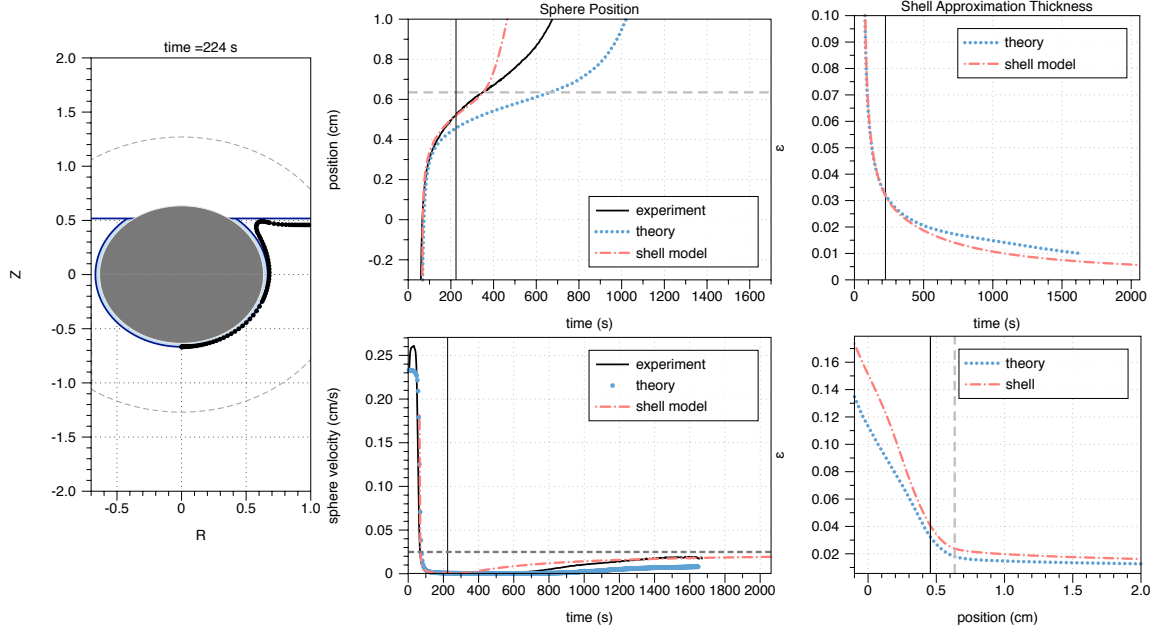 time =224 s
2.0
1.5
1.0
0.5
0
-0.5
-1.0
-1.5
-2.0
Z
-0.5 0 0.5 1.0
R
Sphere Position
1.0
0.8
0.6
0.4
0.2
0
-0.2
position (cm)
experiment
theory
shell model
0 200 400 600 800 1000 1200 1400 1600
time (s)
Shell Approximation Thickness
0.10
0.09
0.08
0.07
0.06
0.05
0.04
0.03
0.02
0.01
0
ε
theory
shell model
0 500 1000 1500 2000
time (s)
0.25
0.20
0.15
0.10
0.05
0
sphere velocity (cm/s)
experiment
theory
shell model
0 200 400 600 800 1000 1200 1400 1600 1800 2000
time (s)
0.16
0.14
0.12
0.10
0.08
0.06
0.04
0.02
ε
theory
shell
0 0.5 1.0 1.5 2.0
position (cm)